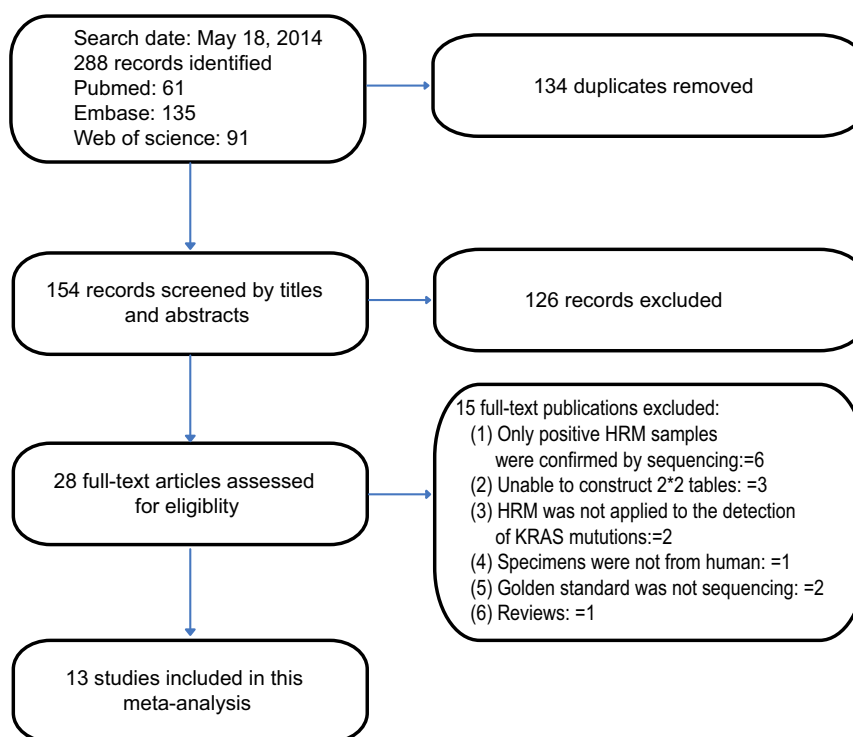 Search date: May 18, 2014
288 records identified
Pubmed: 61
Embase: 135
Web of science: 91
134 duplicates removed
154 records screened by titles
and abstracts
126 records excluded
28 full-text articles assessed
for eligiblity
15 full-text publications excluded:
(1) Only positive HRM samples
were confirmed by sequencing:=6
(2) Unable to construct 2*2 tables: =3
(3) HRM was not applied to the detection
of KRAS mututions:=2
(4) Specimens were not from human: =1
(5) Golden standard was not sequencing: =2
(6) Reviews: =1
13 studies included in this
meta-analysis